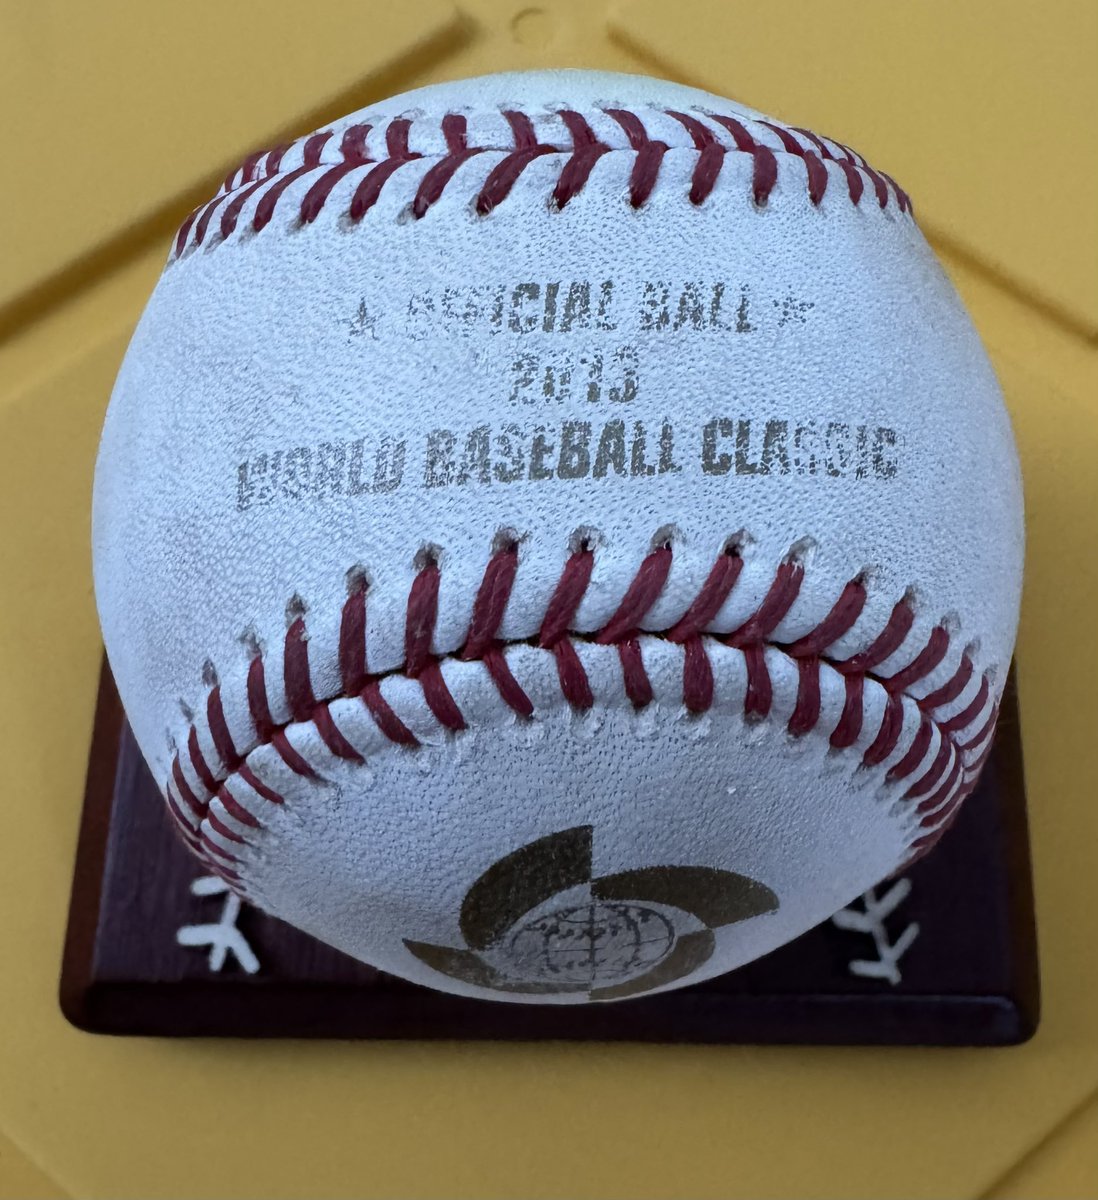 ★ OFFICIAL BALL ★
2013
WORLD BASEBALL CLASSIC